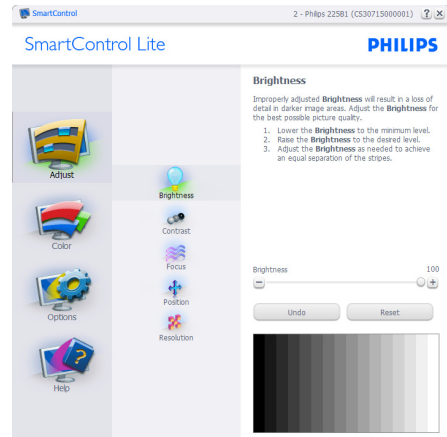 SmartControl
2 - Philips 225B1 (CS30715000001)
? X
SmartControl Lite
PHILIPS
Adjust
Color
Options
Help
Brightness
Contrast
Focus
Position
Resolution
Brightness
Improperly adjusted Brightness will result in a loss of
detail in darker image areas. Adjust the Brightness for
the best possible picture quality.
1. Lower the Brightness to the minimum level.
2. Raise the Brightness to the desired level.
3. Adjust the Brightness as needed to achieve
an equal separation of the stripes.
Brightness 100
Undo Reset